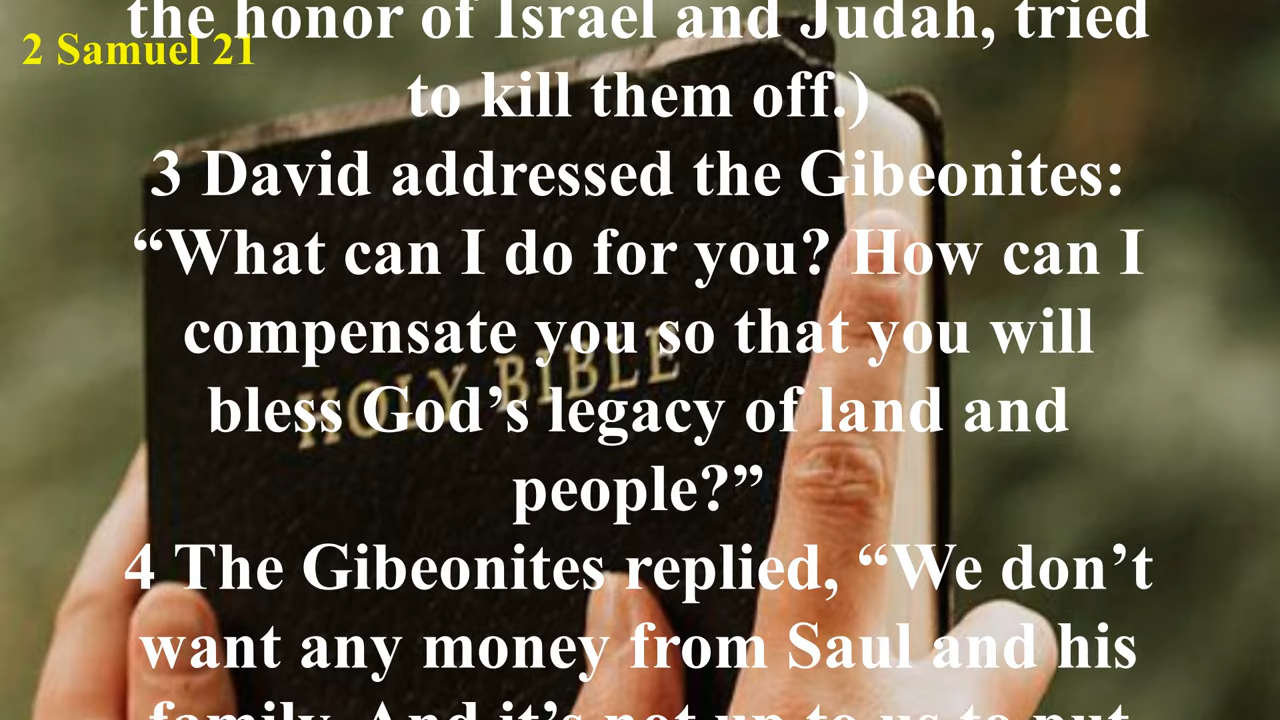 the honor of Israel and Judah, tried
2 Samuel 21
to kill them off.)
3 David addressed the Gibeonites:
“What can I do for you? How can I
compensate you so that you will
HOLY BIBLE
bless God’s legacy of land and
people?”
4 The Gibeonites replied, “We don’t
want any money from Saul and his
family. And it’s not up to us to put